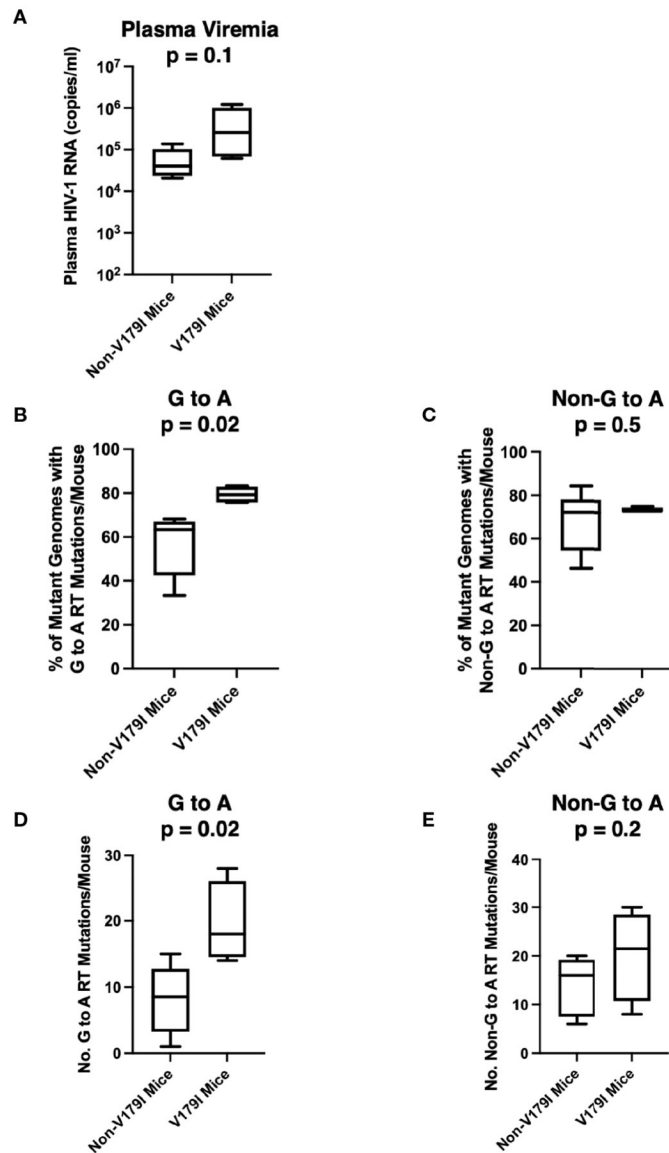 A
Plasma Viremia
p = 0.1
Plasma HIV-1 RNA (copies/ml)
10⁷
10⁶
10⁵
10⁴
10³
10²
Non-V179I Mice
V179I Mice
B
G to A
p = 0.02
% of Mutant Genomes with
G to A RT Mutations/Mouse
100
80
60
40
20
0
Non-V179I Mice
V179I Mice
C
Non-G to A
p = 0.5
% of Mutant Genomes with
Non-G to A RT Mutations/Mouse
100
80
60
40
20
0
Non-V179I Mice
V179I Mice
D
G to A
p = 0.02
No. G to A RT Mutations/Mouse
30
20
10
0
Non-V179I Mice
V179I Mice
E
Non-G to A
p = 0.2
No. Non-G to A RT Mutations/Mouse
40
30
20
10
0
Non-V179I Mice
V179I Mice